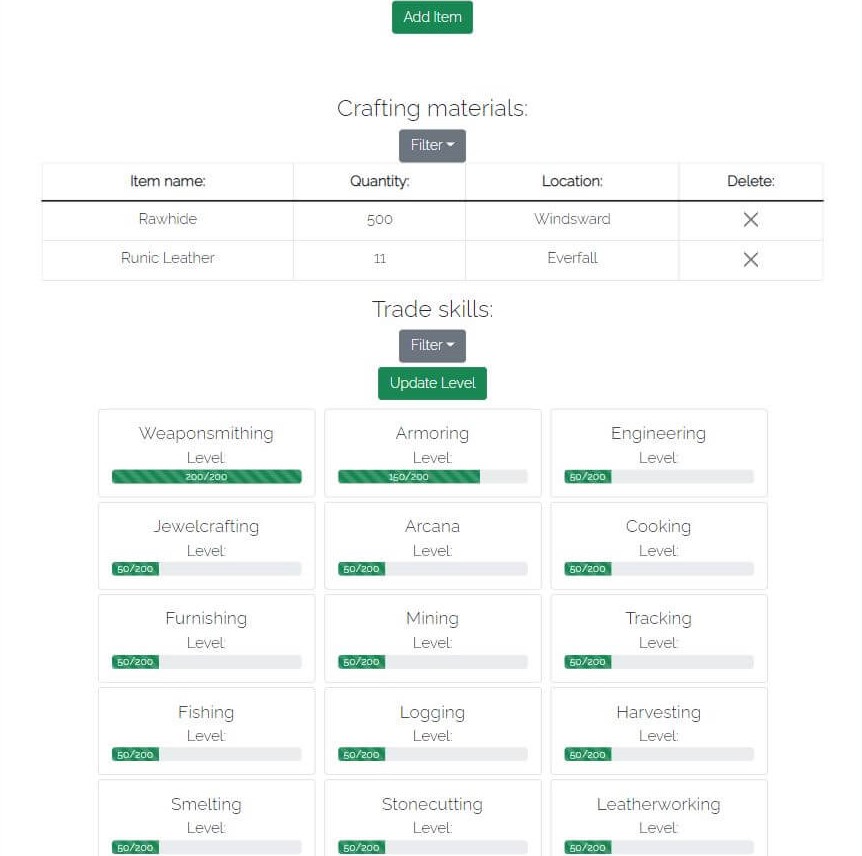 Add Item
Crafting materials:
Filter
Item name: Quantity: Location: Delete:
Rawhide 500 Windsward
Runic Leather 11 Everfall
Trade skills:
Filter
Update Level
Weaponsmithing Armoring Engineering
Level: Level: Level:
200/200 150/200 50/200
Jewelcrafting Arcana Cooking
Level: Level: Level:
50/200 50/200 50/200
Furnishing Mining Tracking
Level: Level: Level:
50/200 50/200 50/200
Fishing Logging Harvesting
Level: Level: Level:
50/200 50/200 50/200
Smelting Stonecutting Leatherworking
Level: Level: Level:
50/200 50/200 50/200